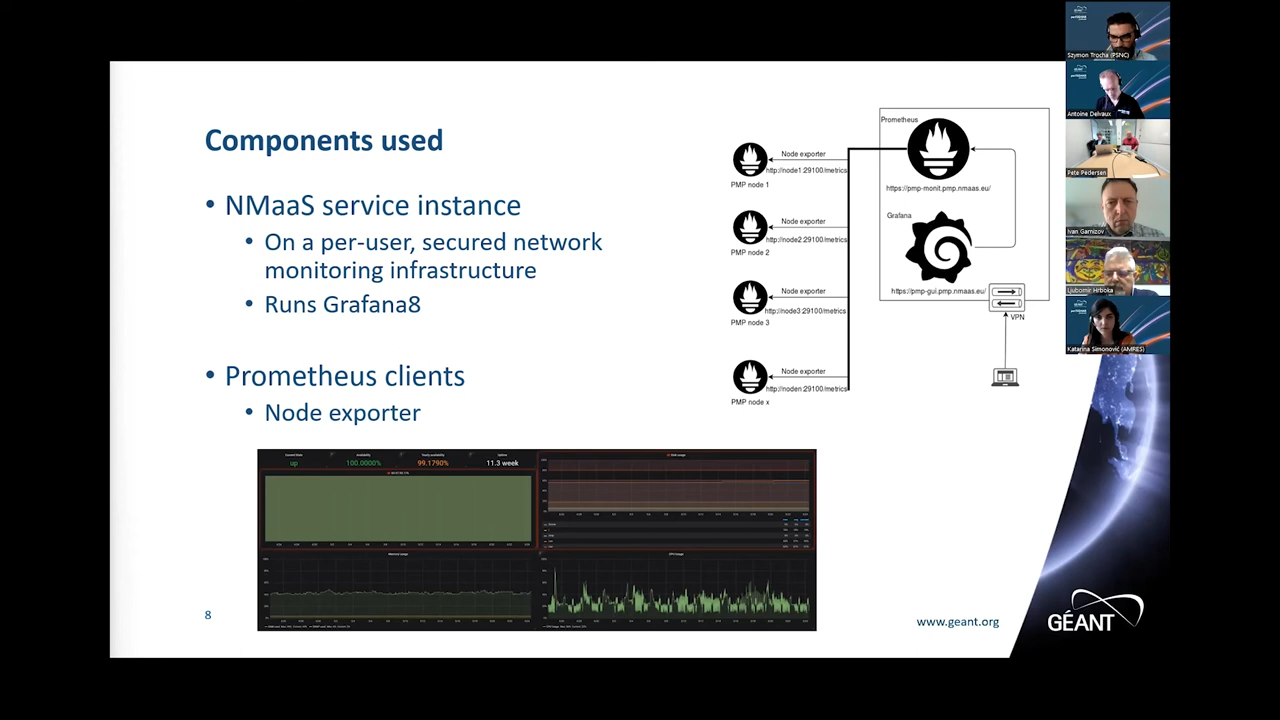 Components used
• NMaaS service instance
• On a per-user, secured network
monitoring infrastructure
• Runs Grafana8
• Prometheus clients
• Node exporter
Prometheus
https://pmp-monit.pmp.nmaas.eu/
Grafana
https://pmp-gui.pmp.nmaas.eu/
VPN
Node exporter
http://node1:29100/metrics
PMP node 1
Node exporter
http://node2:29100/metrics
PMP node 2
Node exporter
http://node3:29100/metrics
PMP node 3
Node exporter
http://noden:29100/metrics
PMP node x
up
100.0000%
99.1790%
11.3 week
Memory usage
CPU usage
8
www.geant.org
GÉANT
Szymon Trocha (PSNC)
Antoine Delvaux
Pete Pedersen
Ivan Garnizov
Ljubomir Hrboka
Katarina Simonović (AMRES)